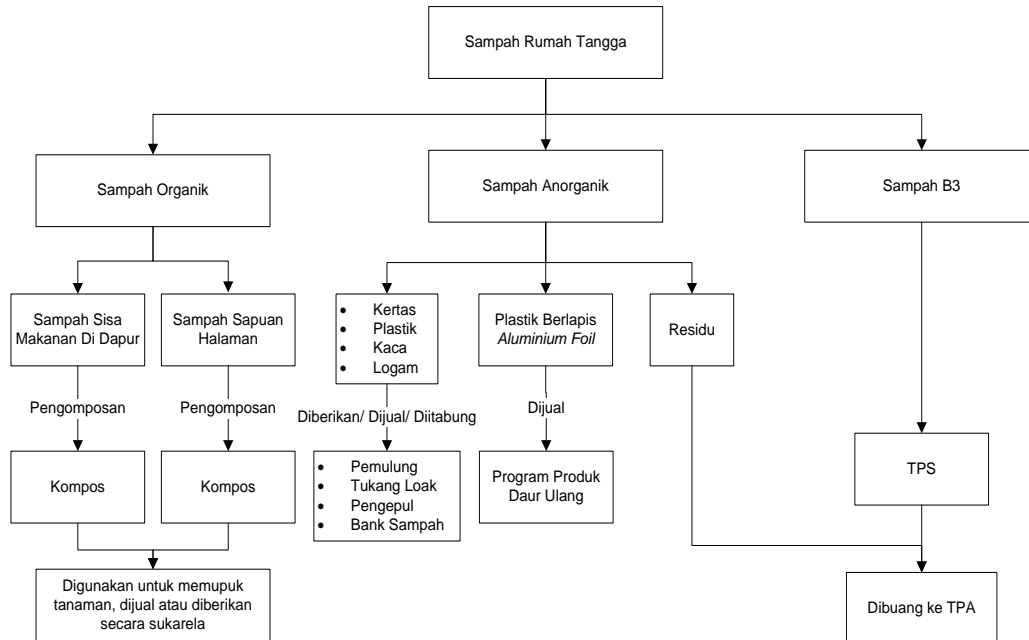 Sampah Rumah Tangga
Sampah Organik
Sampah Anorganik
Sampah B3
Sampah Sisa
Makanan Di Dapur
Sampah Sapuan
Halaman
• Kertas
• Plastik
• Kaca
• Logam
Plastik Berlapis
Aluminium Foil
Residu
Pengomposan
Pengomposan
Diberikan/ Dijual/ Diitabung
Dijual
Kompos
Kompos
• Pemulung
• Tukang Loak
• Pengepul
• Bank Sampah
Program Produk
Daur Ulang
TPS
Digunakan untuk memupuk
tanaman, dijual atau diberikan
secara sukarela
Dibuang ke TPA